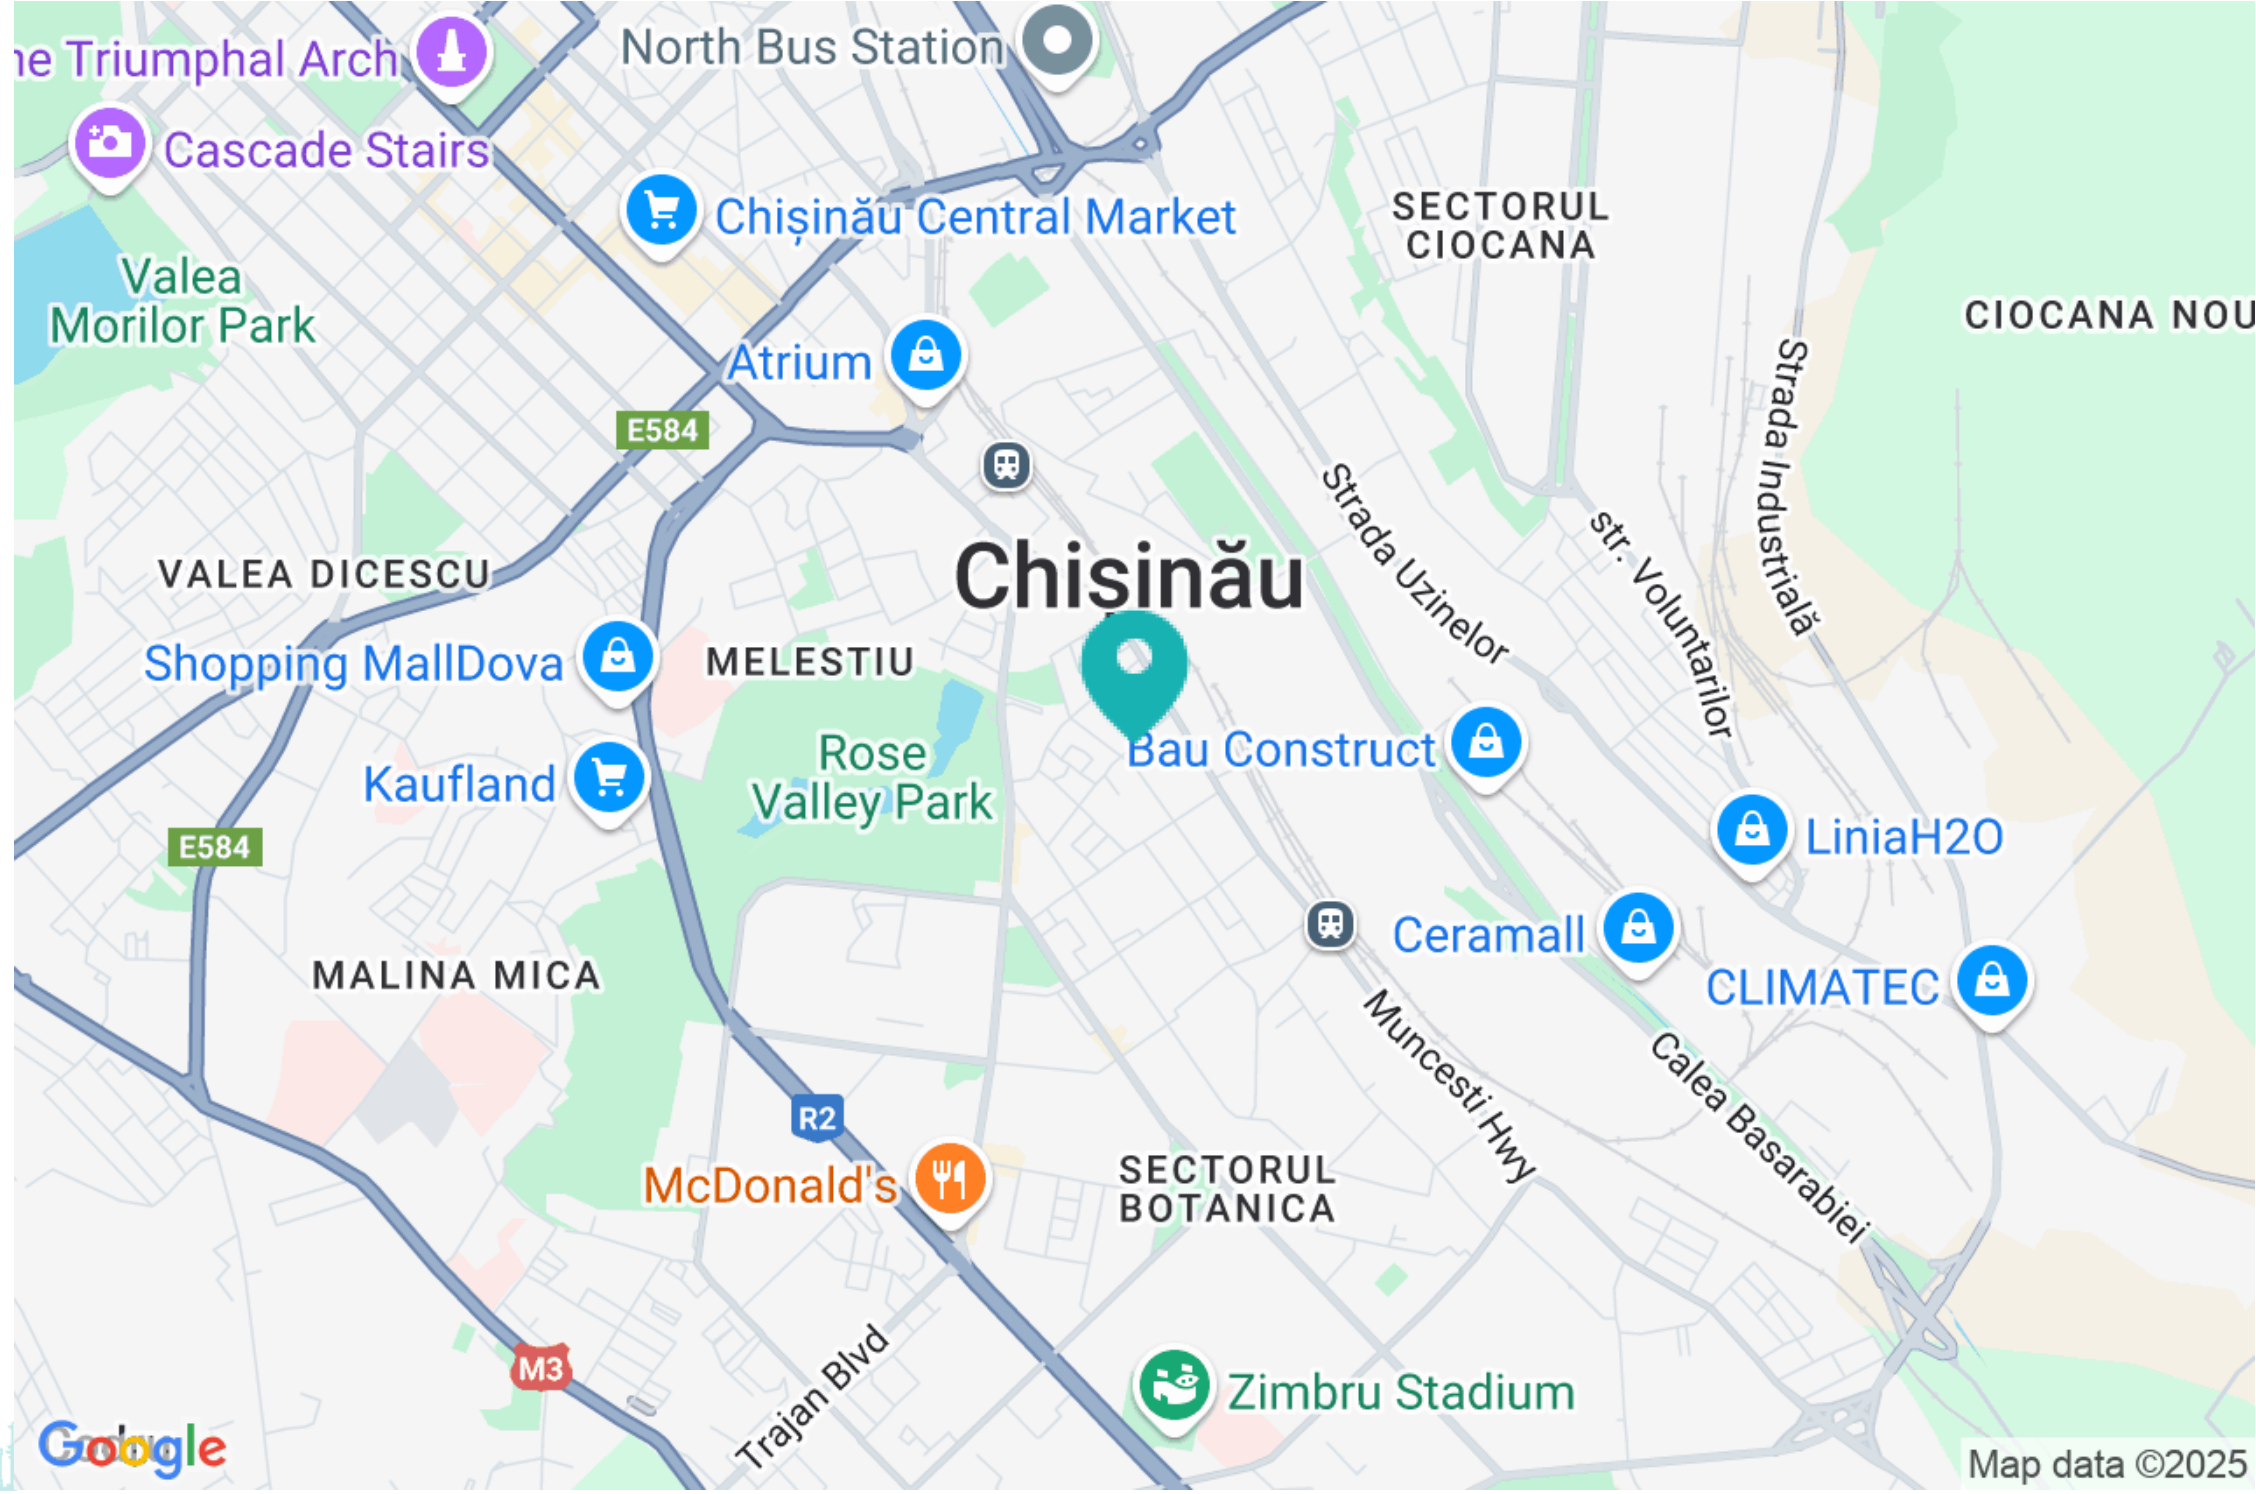 he Triumphal Arch
North Bus Station
Cascade Stairs
Chișinău Central Market
SECTORUL
CIOCANA
Valea
Morilor Park
CIOCANA NOU
Atrium
E584
Strada Industrială
Strada Uzinelor
str. Voluntarilor
VALEA DICESCU
Chișinău
Shopping MallDova
MELESTIU
Bau Construct
Rose
Valley Park
Kaufland
LiniaH2O
E584
Ceramall
MALINA MICA
CLIMATEC
Muncesti Hwy
Calea Basarabiei
R2
McDonald's
SECTORUL
BOTANICA
M3
Trajan Blvd
Zimbru Stadium
Google
Map data ©2025